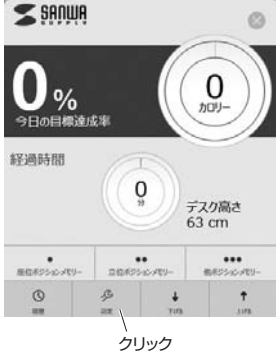 SANWA
SUPPLY
0%
今日の目標達成率
0
カロリー
経過時間
0
分
デスク高さ
63 cm
座位ポジションメモリー 立位ポジションメモリー 他ポジションメモリー
設定 下げる 上げる
クリック